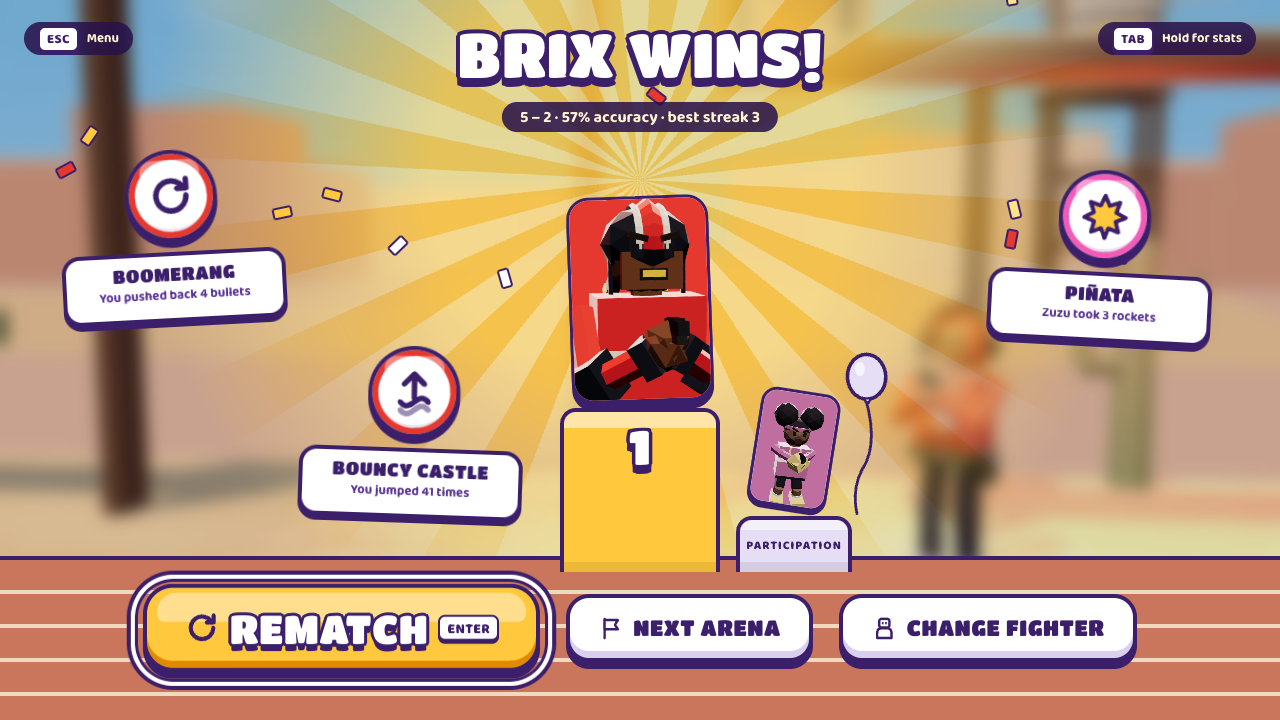 ESC Menu
BRIX WINS!
TAB Hold for stats
5 – 2 · 57% accuracy · best streak 3
BOOMERANG
You pushed back 4 bullets
PIÑATA
Zuzu took 3 rockets
BOUNCY CASTLE
You jumped 41 times
1
PARTICIPATION
REMATCH ENTER
NEXT ARENA
CHANGE FIGHTER